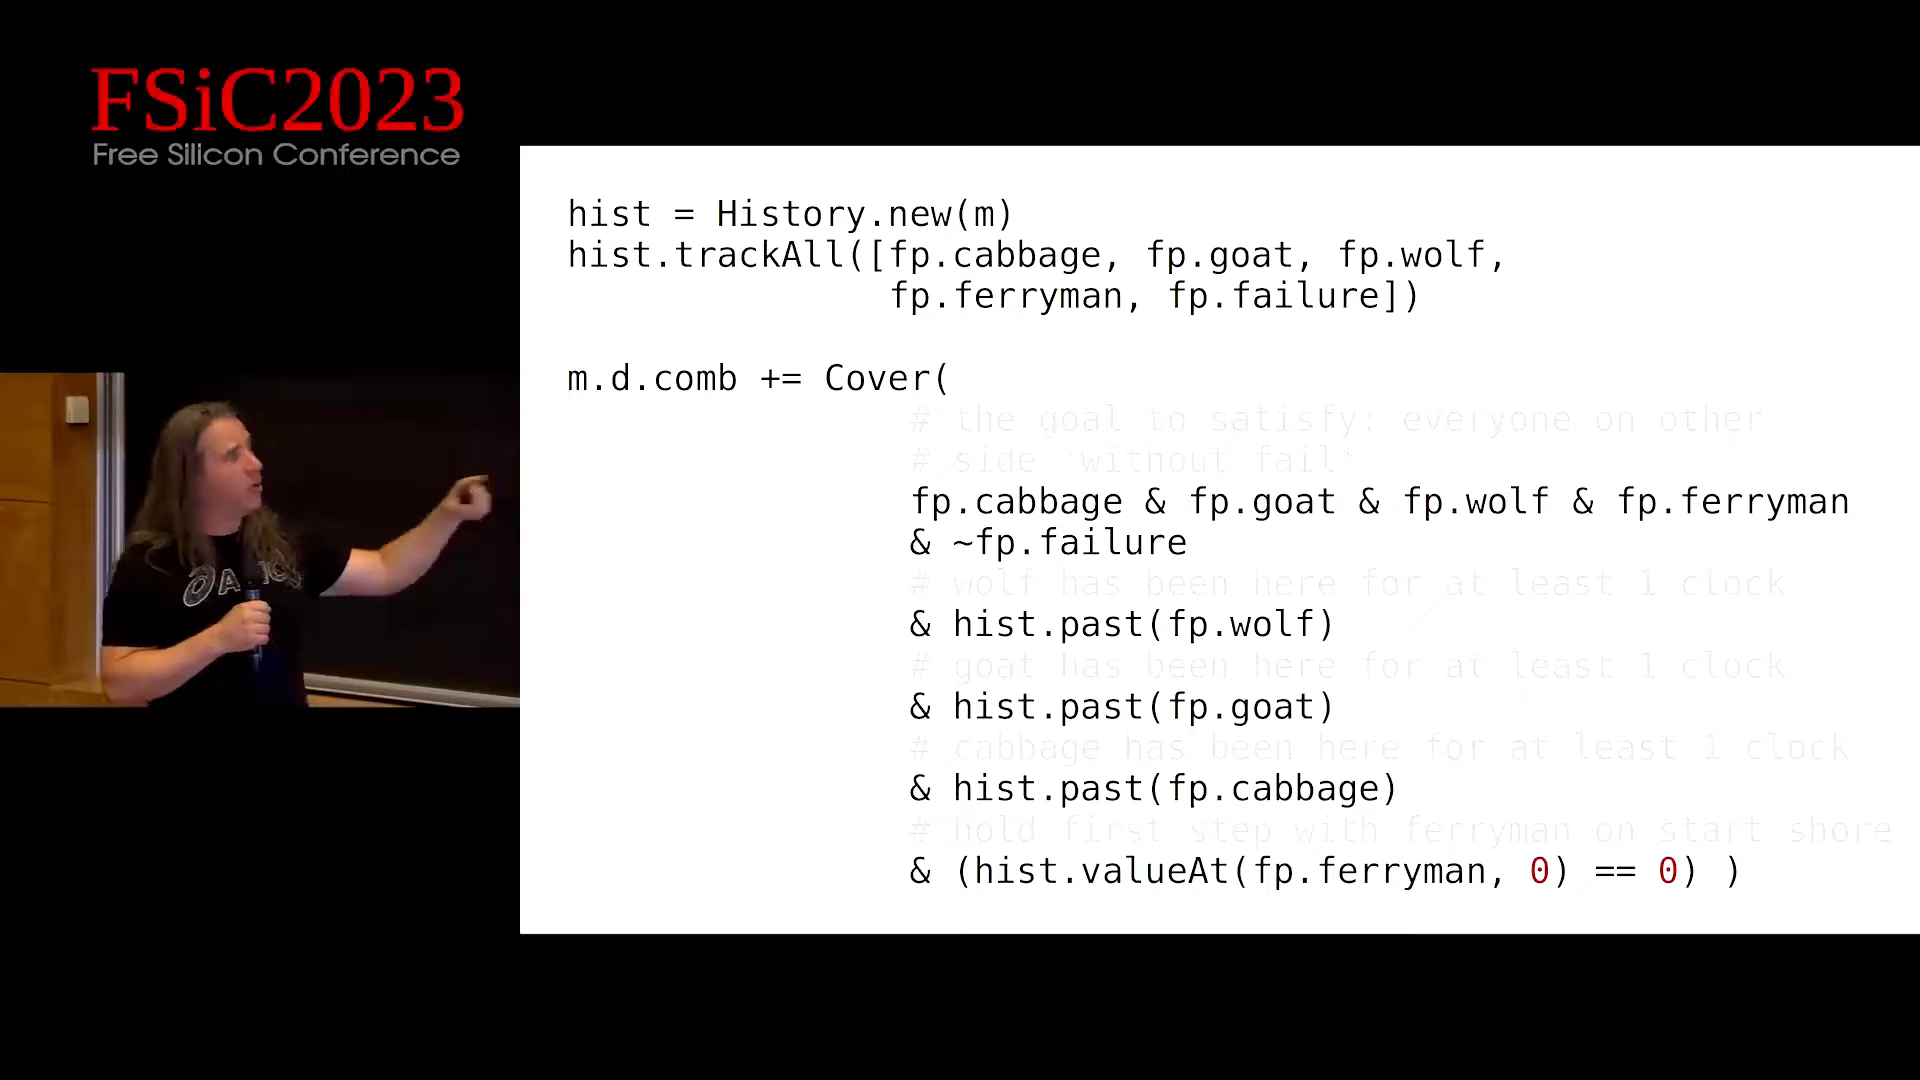 FSiC2023
Free Silicon Conference
hist = History.new(m)
hist.trackAll([fp.cabbage, fp.goat, fp.wolf,
fp.ferryman, fp.failure])
m.d.comb += Cover(
# the goal to satisfy: everyone on other
# side *without fail*
fp.cabbage & fp.goat & fp.wolf & fp.ferryman
& ~fp.failure
# wolf has been here for at least 1 clock
& hist.past(fp.wolf)
# goat has been here for at least 1 clock
& hist.past(fp.goat)
# cabbage has been here for at least 1 clock
& hist.past(fp.cabbage)
# hold first step with ferryman on start shore
& (hist.valueAt(fp.ferryman, 0) == 0) )